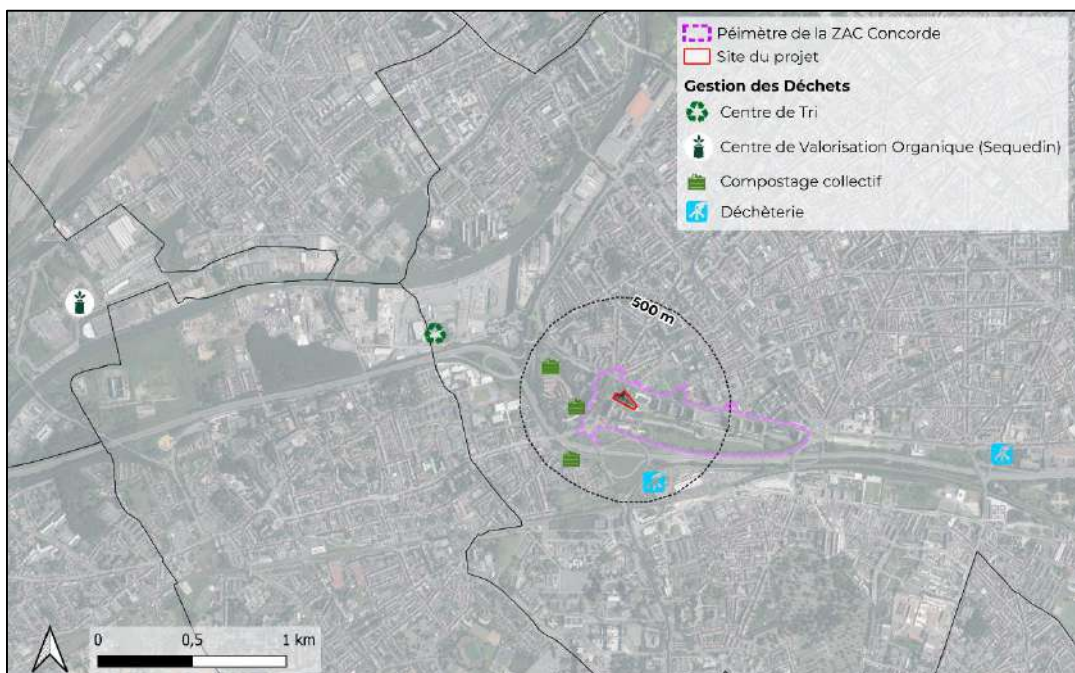 Péimètre de la ZAC Concorde
Site du projet
Gestion des Déchets
Centre de Tri
Centre de Valorisation Organique (Sequedin)
Compostage collectif
Déchèterie
500 m
0 0,5 1 km